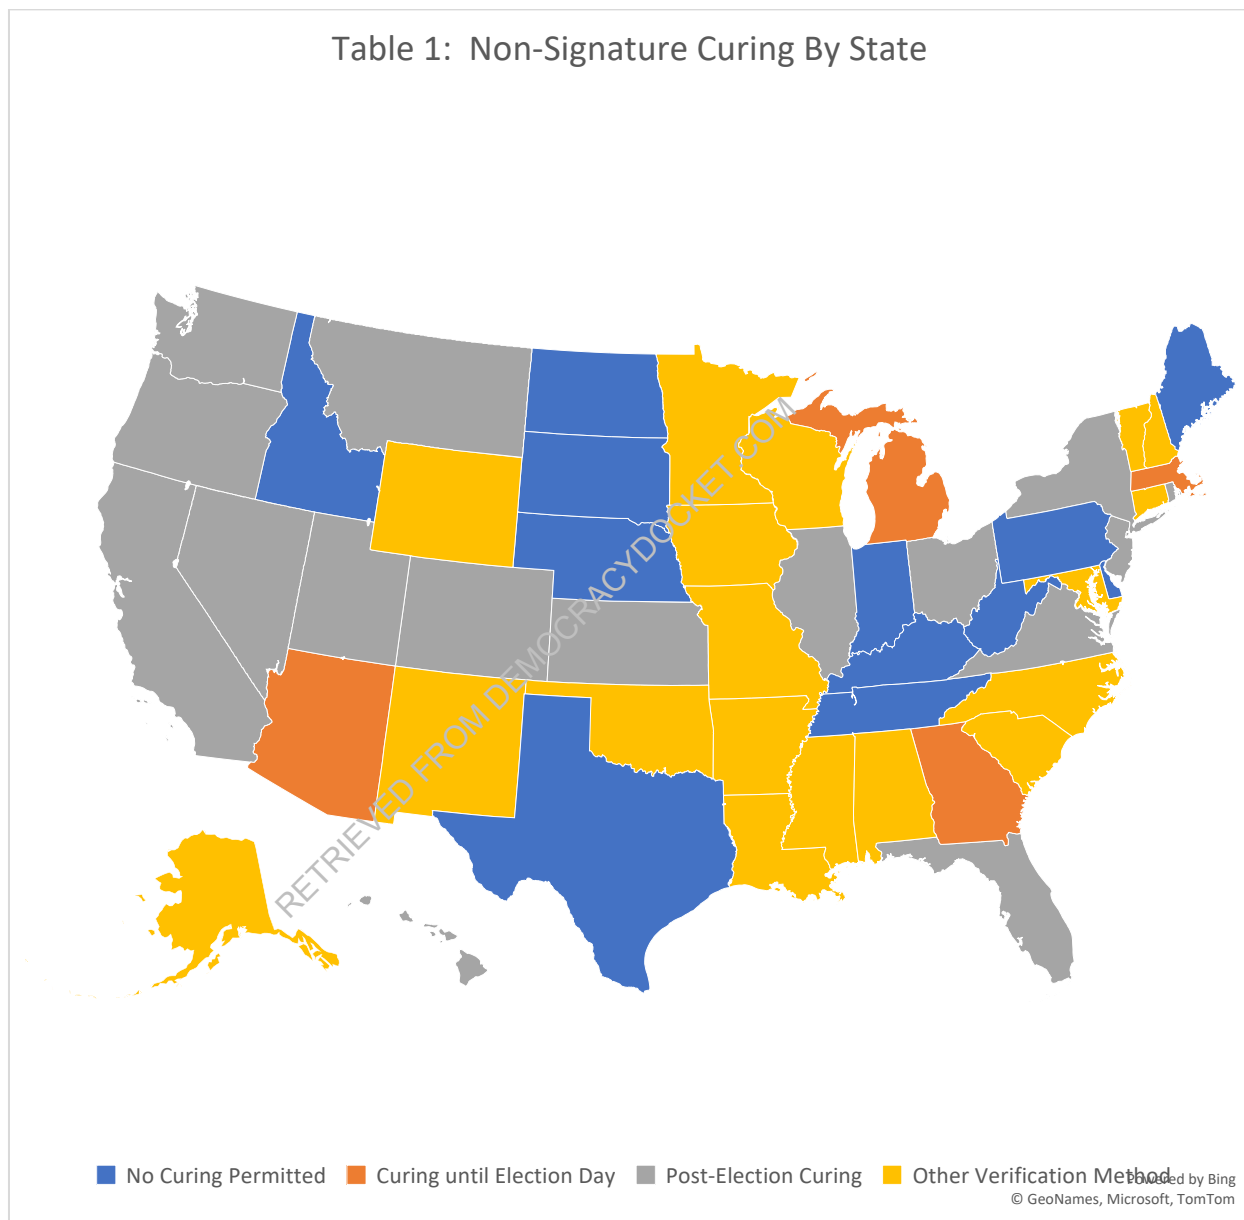 Table 1:  Non-Signature Curing By State
RETRIEVED FROM DEMOCRACYDOCKET.COM
No Curing Permitted
Curing until Election Day
Post-Election Curing
Other Verification Method
Powered by Bing
© GeoNames, Microsoft, TomTom